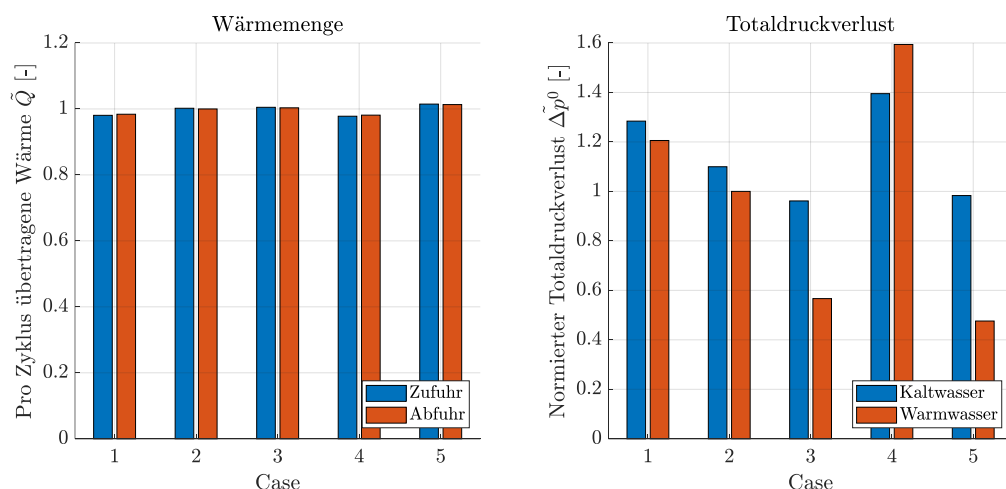 Wärmemenge
Pro Zyklus übertragene Wärme Q̃ [-]
1.2
1
0.8
0.6
0.4
0.2
0
1 2 3 4 5
Case
Zufuhr
Abfuhr
Totaldruckverlust
Normierter Totaldruckverlust Δ̃p⁰ [-]
1.6
1.4
1.2
1
0.8
0.6
0.4
0.2
0
1 2 3 4 5
Case
Kaltwasser
Warmwasser